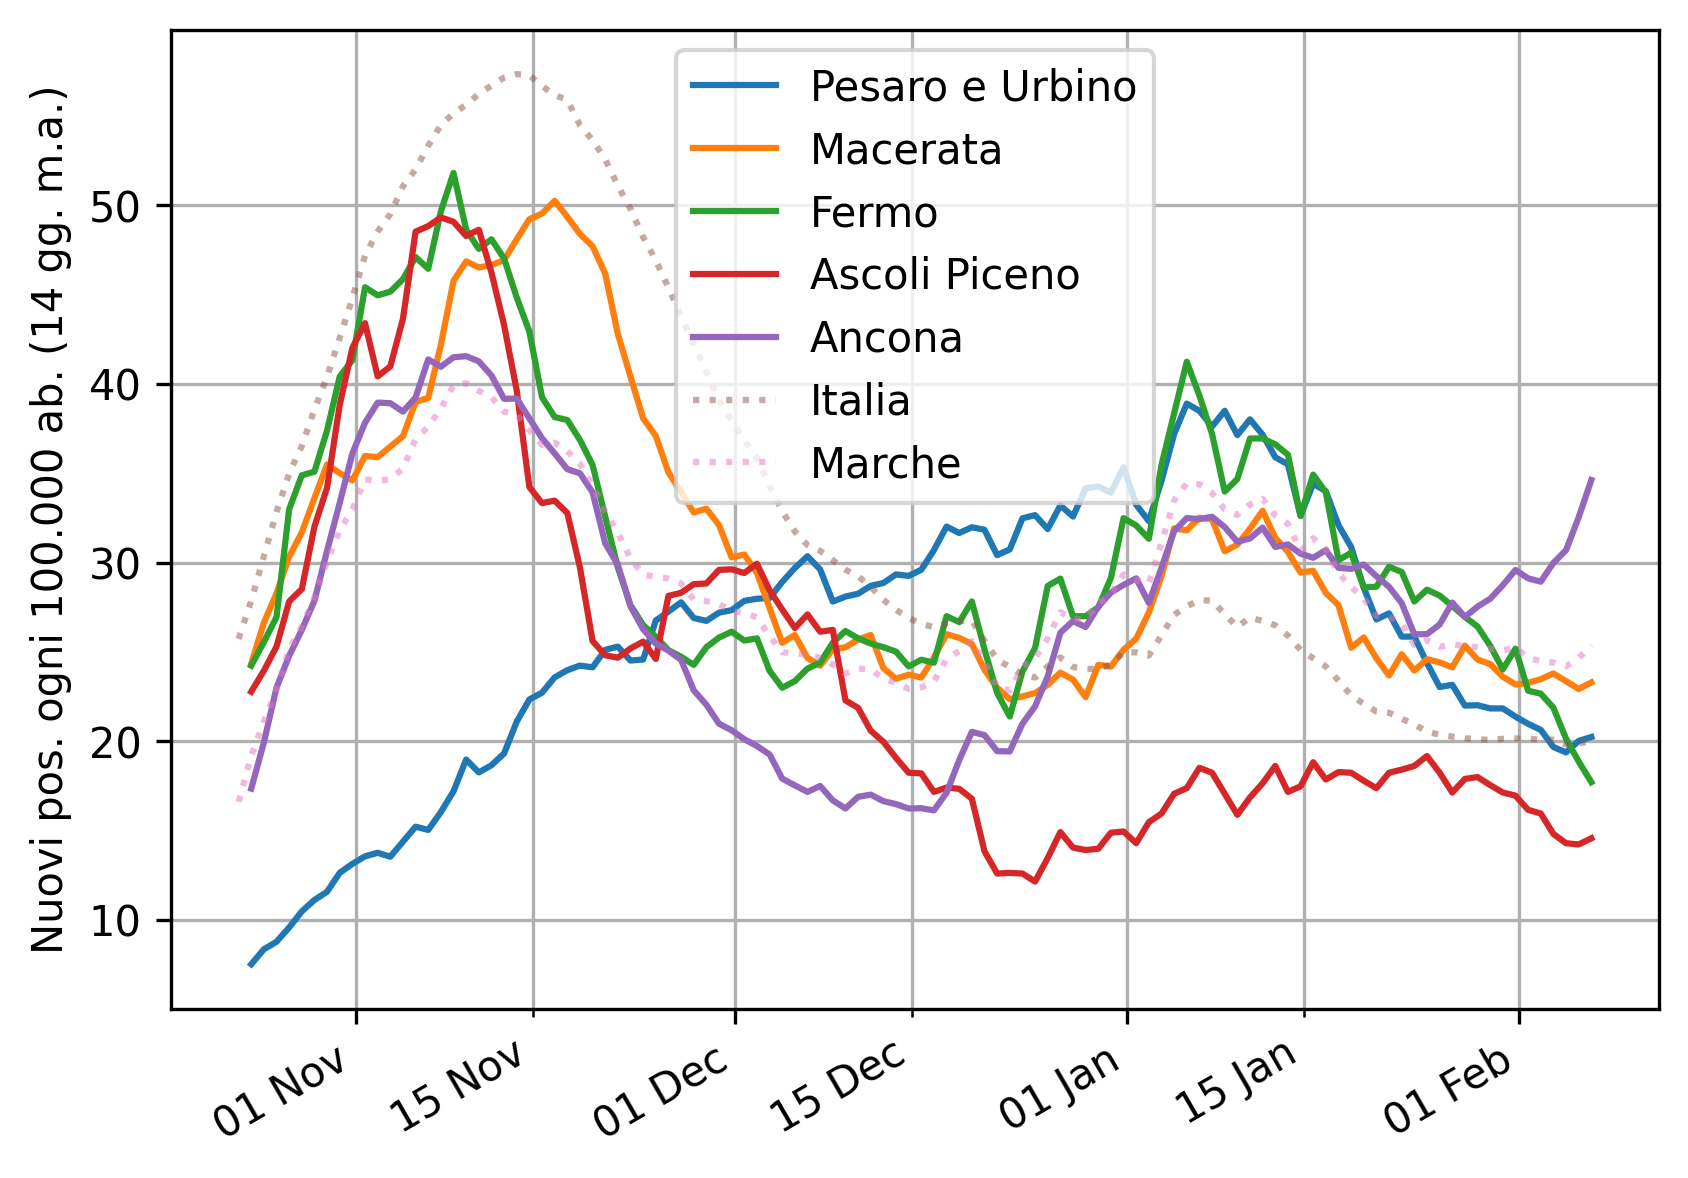 Nuovi pos. ogni 100.000 ab. (14 gg. m.a.)
50
40
30
20
10
Pesaro e Urbino
Macerata
Fermo
Ascoli Piceno
Ancona
Italia
Marche
01 Nov
15 Nov
01 Dec
15 Dec
01 Jan
15 Jan
01 Feb